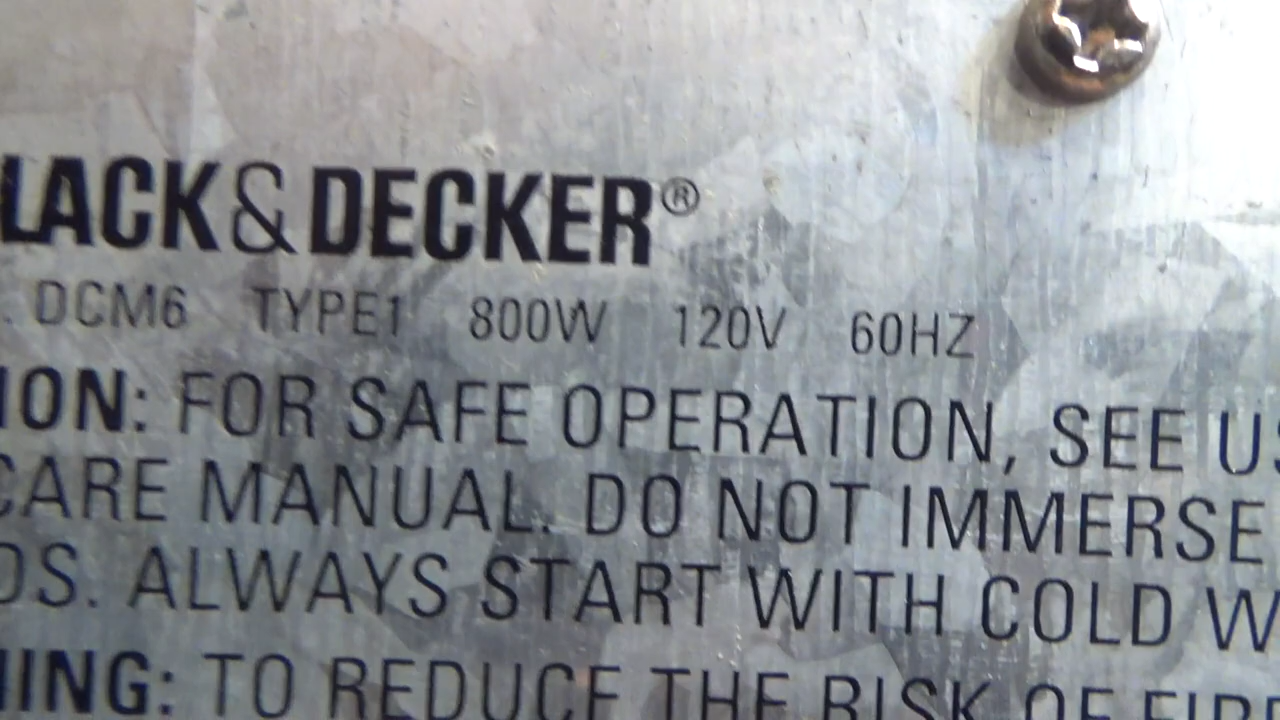 LACK & DECKER®
. DCM6 TYPE1 800W 120V 60HZ
ION: FOR SAFE OPERATION, SEE US
CARE MANUAL. DO NOT IMMERSE
DS. ALWAYS START WITH COLD W
ING: TO REDUCE THE RISK OF FIRE